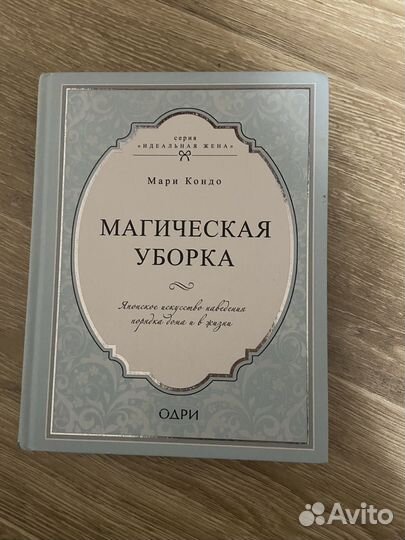 серия
«ИДЕАЛЬНАЯ ЖЕНА»
Мари Кондо
МАГИЧЕСКАЯ
УБОРКА
Японское искусство наведения
порядка дома и в жизни
ОДРИ
Avito